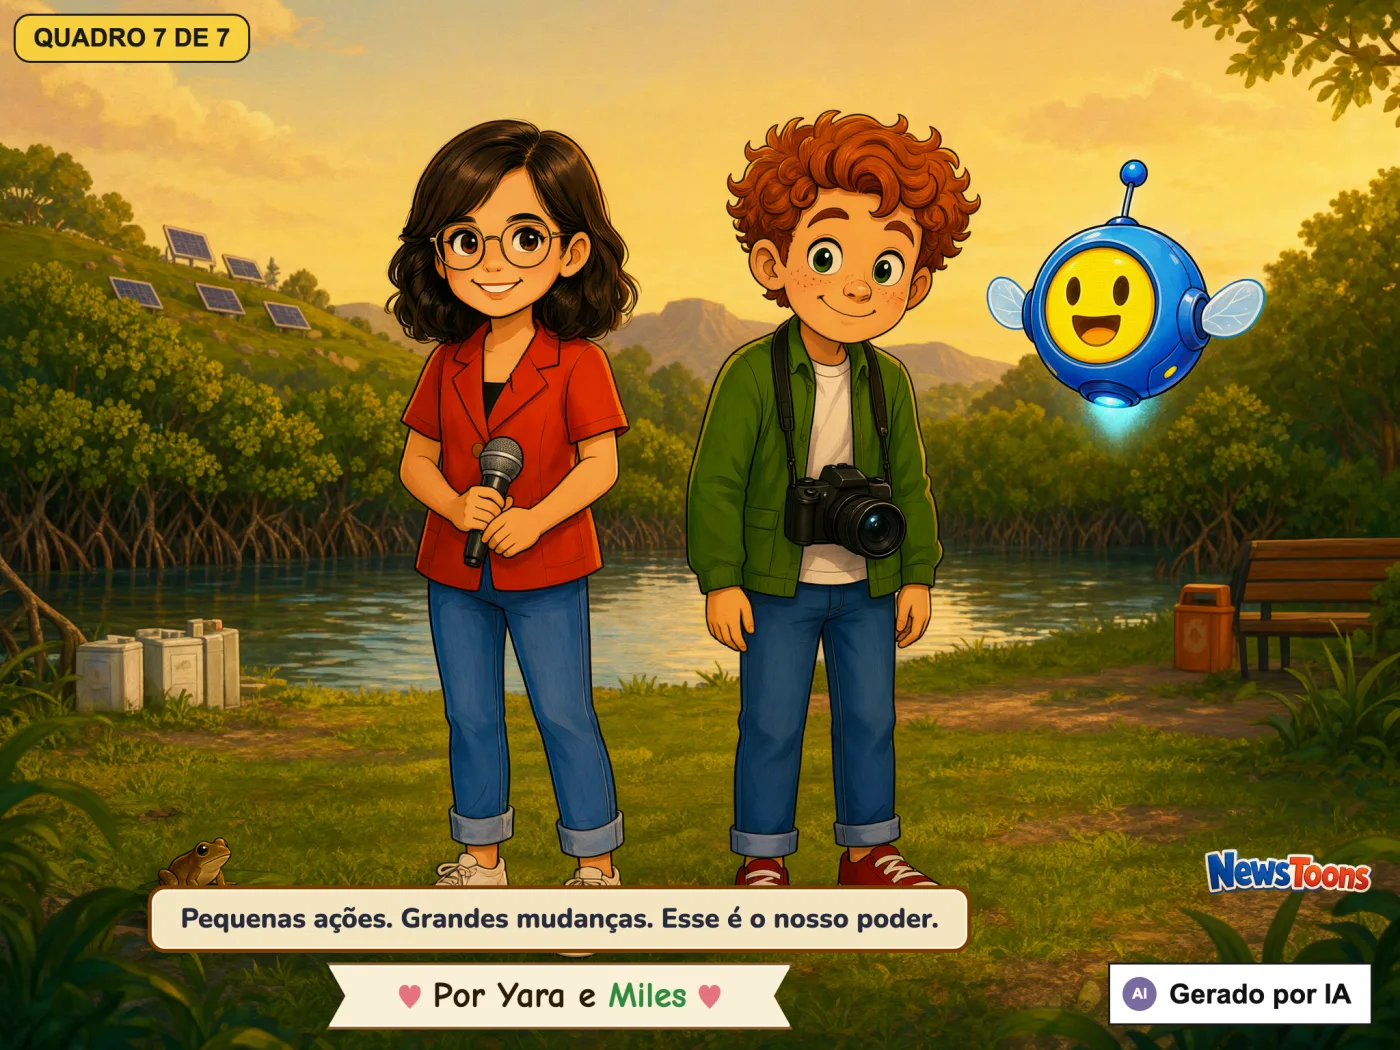 QUADRO 7 DE 7
NewsToons
Pequenas ações. Grandes mudanças. Esse é o nosso poder.
Por Yara e Miles
AI Gerado por IA